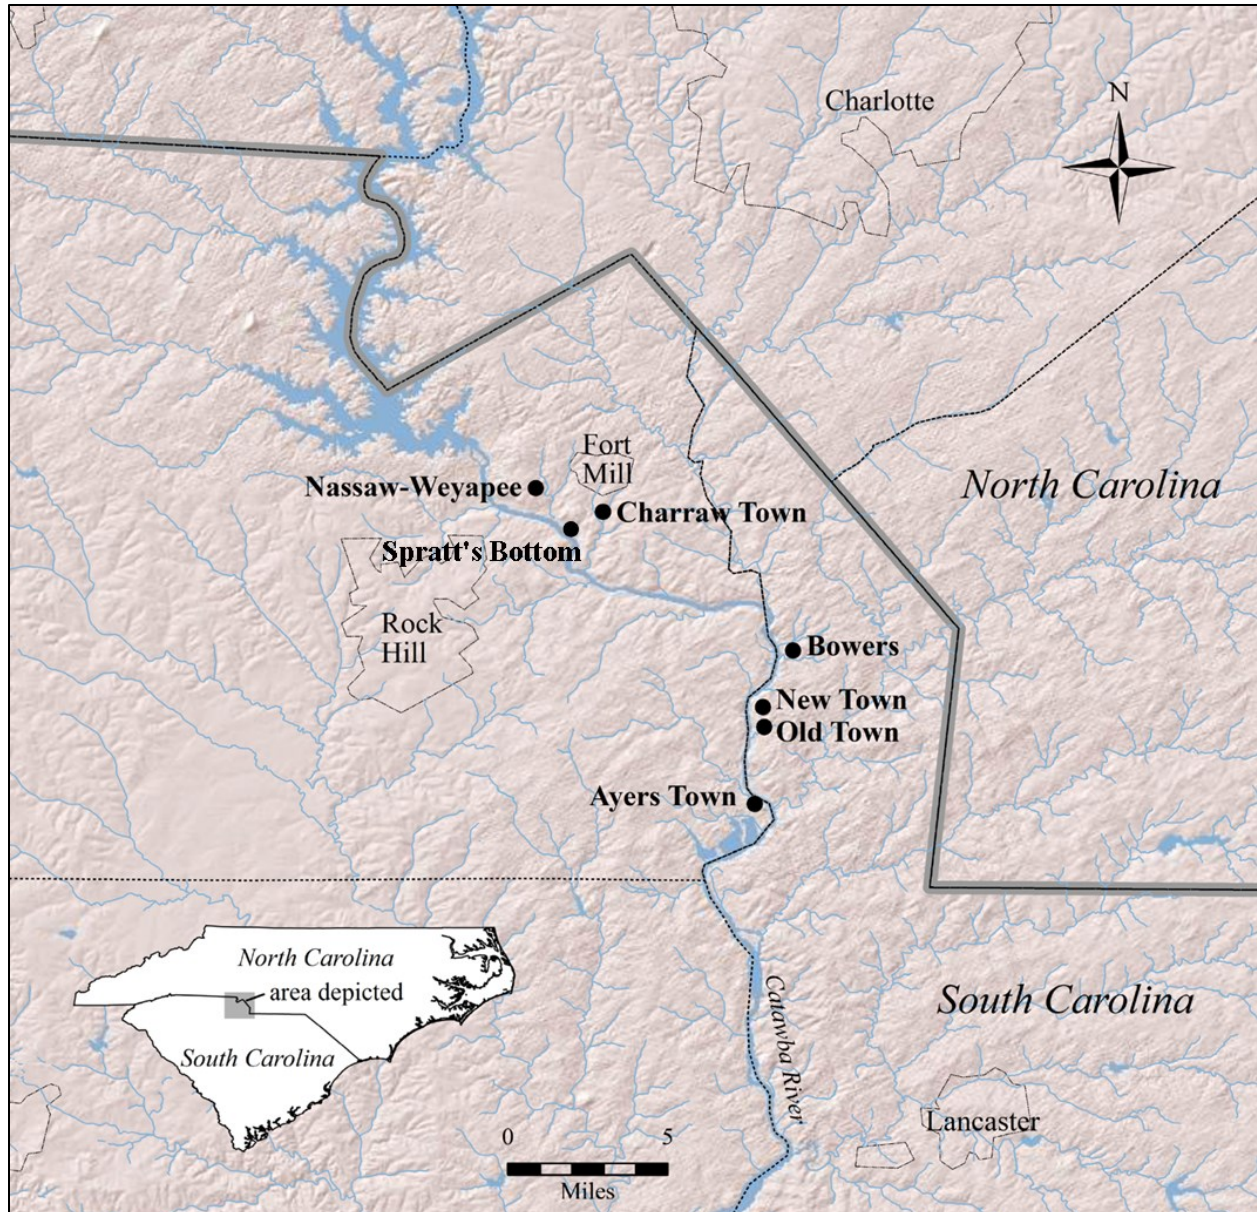 Charlotte
N
Fort
Mill
Nassaw-Weyapee
Charraw Town
North Carolina
Spratt's Bottom
Rock
Hill
Bowers
New Town
Old Town
Ayers Town
North Carolina
area depicted
South Carolina
South Carolina
Catawba River
Lancaster
0 5
Miles